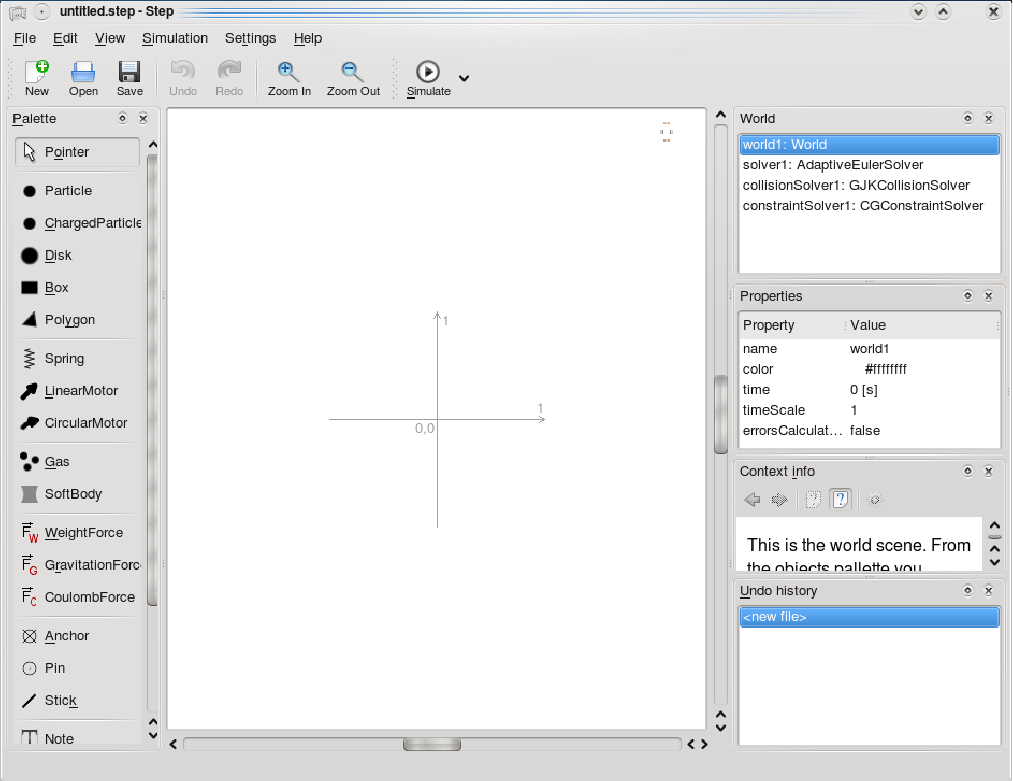 untitled.step - Step
File Edit View Simulation Settings Help
New Open Save Undo Redo Zoom In Zoom Out Simulate
Palette
Pointer
Particle
ChargedParticle
Disk
Box
Polygon
Spring
LinearMotor
CircularMotor
Gas
SoftBody
F W WeightForce
F G GravitationForc
F C CoulombForce
Anchor
Pin
Stick
T Note
1
1
0,0
World
world1: World
solver1: AdaptiveEulerSolver
collisionSolver1: GJKCollisionSolver
constraintSolver1: CGConstraintSolver
Properties
Property Value
name world1
color #ffffffff
time 0 [s]
timeScale 1
errorsCalculat... false
Context info
This is the world scene. From
the objects pallette you
Undo history
<new file>